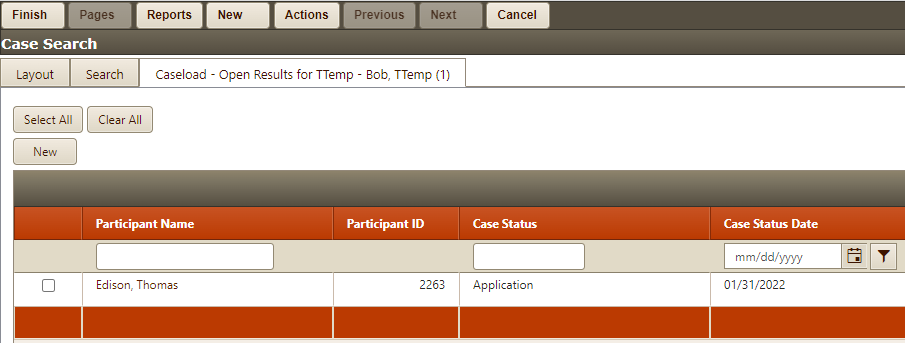 Finish Pages Reports New Actions Previous Next Cancel
Case Search
Layout Search Caseload - Open Results for TTemp - Bob, TTemp (1)
Select All Clear All
New
Participant Name Participant ID Case Status Case Status Date
mm/dd/yyyy
Edison, Thomas 2263 Application 01/31/2022